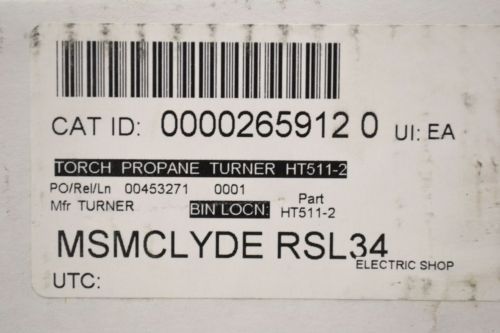 CAT ID: 0000265912 0 UI: EA
TORCH PROPANE TURNER HT511-2
PO/Rel/Ln 00453271 0001 Part
Mfr TURNER BIN LOCN: HT511-2
MSMCLYDE RSL34
ELECTRIC SHOP
UTC: